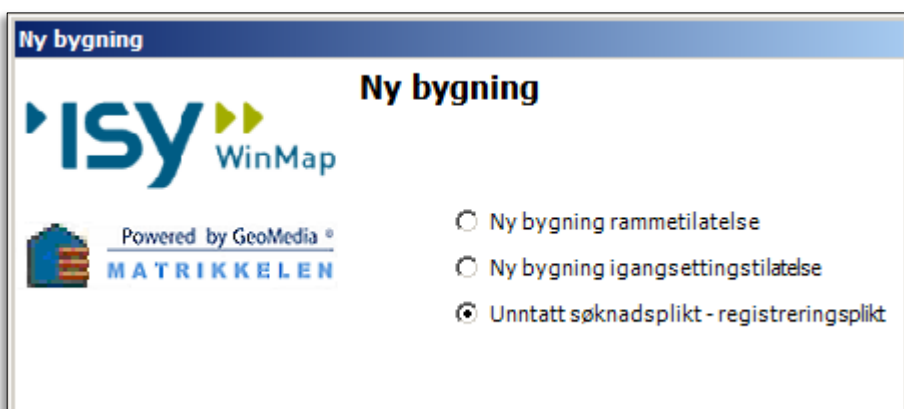 Ny bygning
Ny bygning
ISY
WinMap
Powered by GeoMedia ®
MATRIKKELEN
Ny bygning rammetilatelse
Ny bygning igangsettingstilatelse
Unntatt søknadsplikt - registreringsplikt